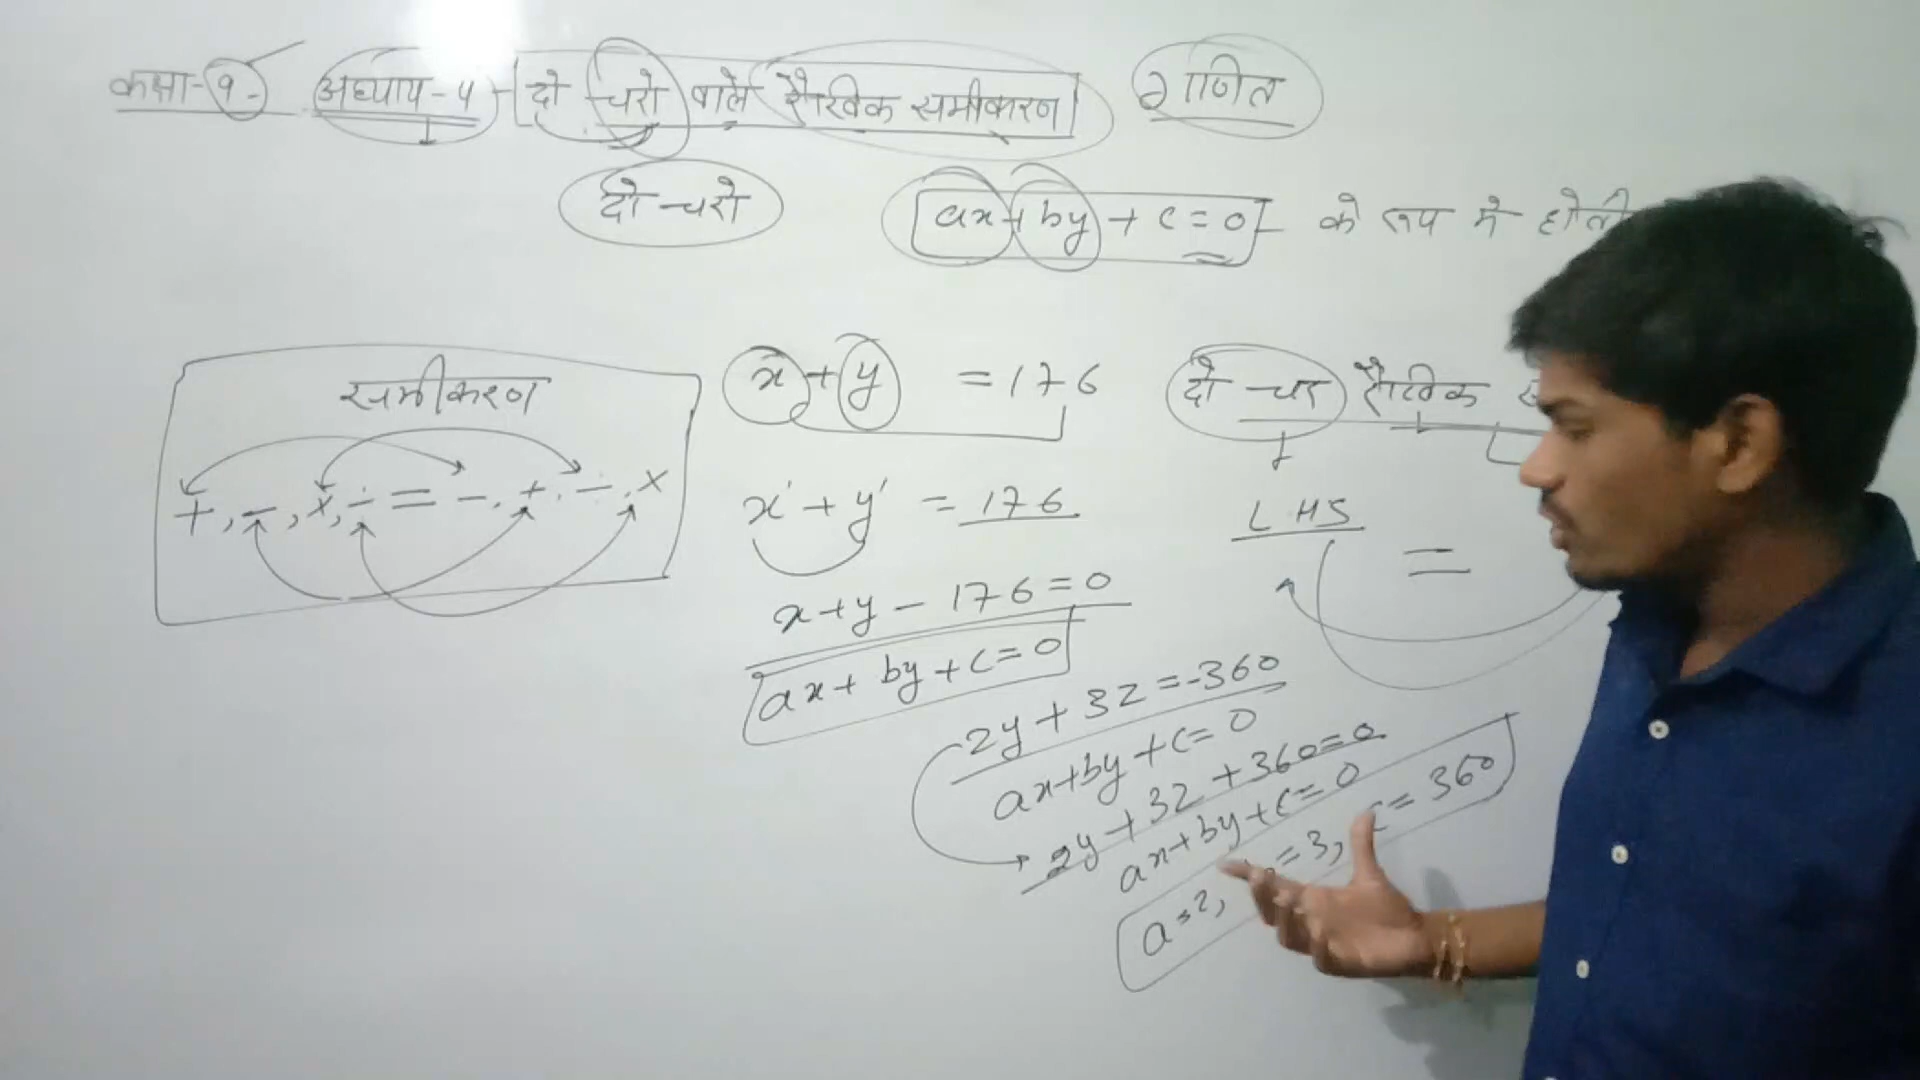 कक्षा-9- अध्याय-4- दो चरो वाले रैखिक समीकरण गणित
दो चरो ax+by+c=0 के रूप मे होती
समीकरण
+,-,×,÷ = -.+.÷.×
x+y =176
x'+y' =176
x+y-176=0
ax+by+c=0
दो चर रैखिक
LHS =
2y+3z=-360
ax+by+c=0
2y+3z+360=0
ax+by+c=0
a=2, =3, c=360